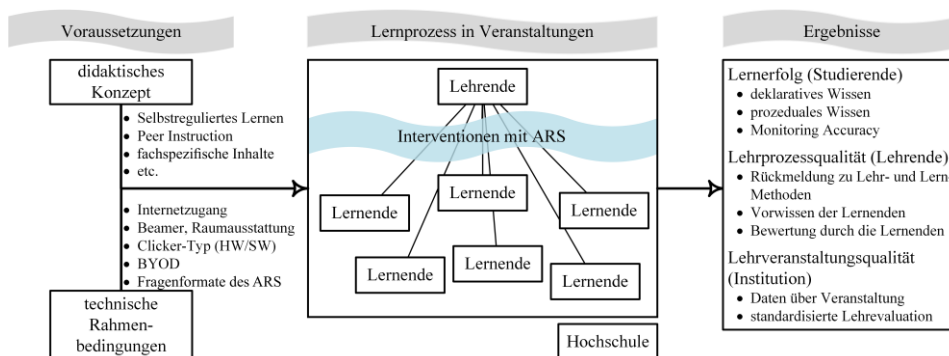 Voraussetzungen
didaktisches
Konzept
• Selbstreguliertes Lernen
• Peer Instruction
• fachspezifische Inhalte
• etc.
• Internetzugang
• Beamer, Raumausstattung
• Clicker-Typ (HW/SW)
• BYOD
• Fragenformate des ARS
technische
Rahmen-
bedingungen
Lernprozess in Veranstaltungen
Lehrende
Interventionen mit ARS
Lernende
Lernende
Lernende
Lernende
Lernende
Lernende
Hochschule
Ergebnisse
Lernerfolg (Studierende)
• deklaratives Wissen
• prozeduales Wissen
• Monitoring Accuracy
Lehrprozessqualität (Lehrende)
• Rückmeldung zu Lehr- und Lern-
Methoden
• Vorwissen der Lernenden
• Bewertung durch die Lernenden
Lehrveranstaltungsqualität
(Institution)
• Daten über Veranstaltung
• standardisierte Lehrevaluation